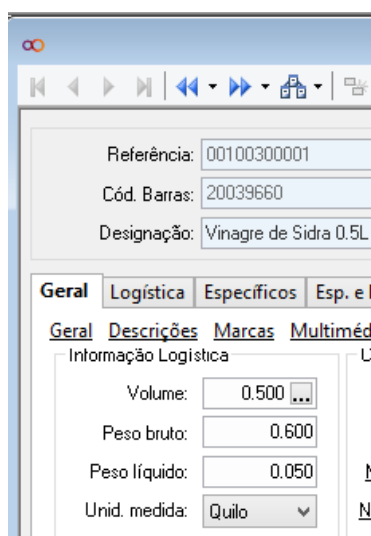 Referência: 00100300001
Cód. Barras: 20039660
Designação: Vinagre de Sidra 0.5L
Geral Logística Específicos Esp. e
Geral Descrições Marcas Multiméd
Informação Logística
Volume: 0.500 ...
Peso bruto: 0.600
Peso líquido: 0.050
Unid. medida: Quilo